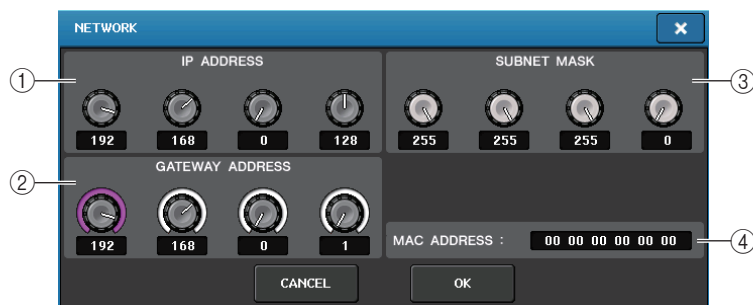 NETWORK
×
① IP ADDRESS
192 168 0 128
SUBNET MASK ③
255 255 255 0
② GATEWAY ADDRESS
192 168 0 1
MAC ADDRESS : 00 00 00 00 00 00 ④
CANCEL OK